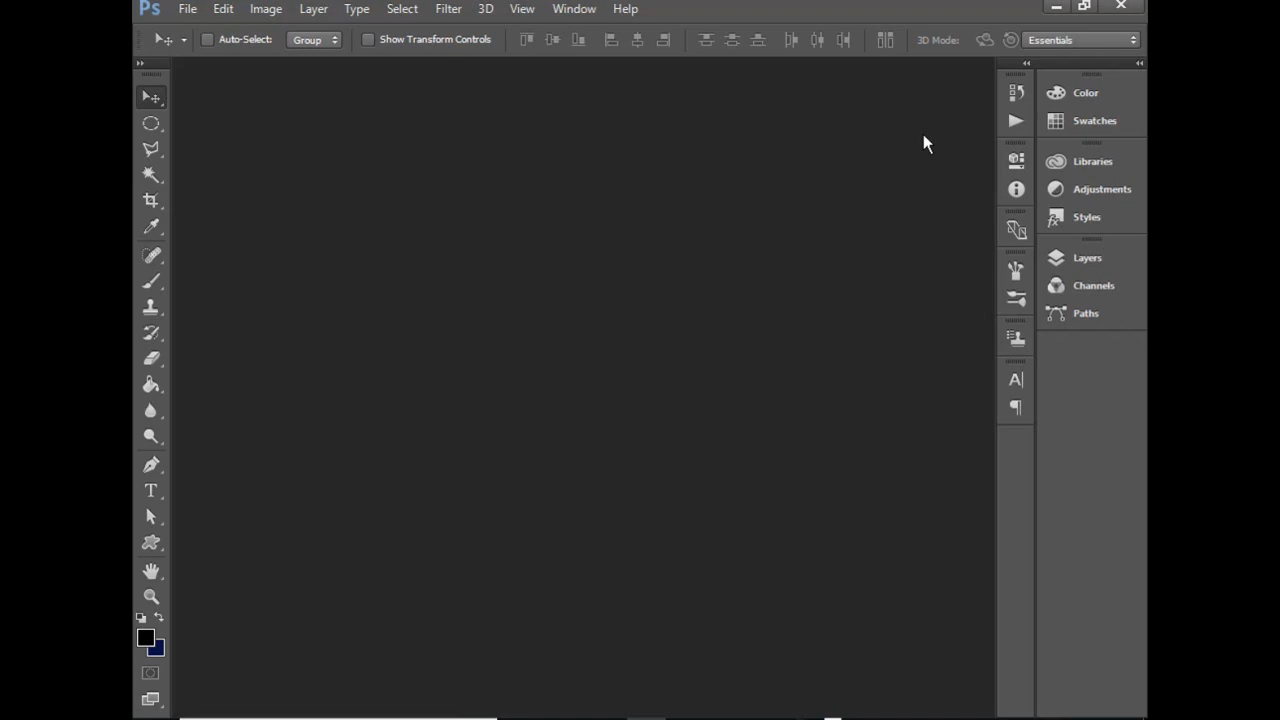 Ps File Edit Image Layer Type Select Filter 3D View Window Help
Auto-Select: Group Show Transform Controls 3D Mode: Essentials
Color
Swatches
Libraries
Adjustments
Styles
Layers
Channels
Paths